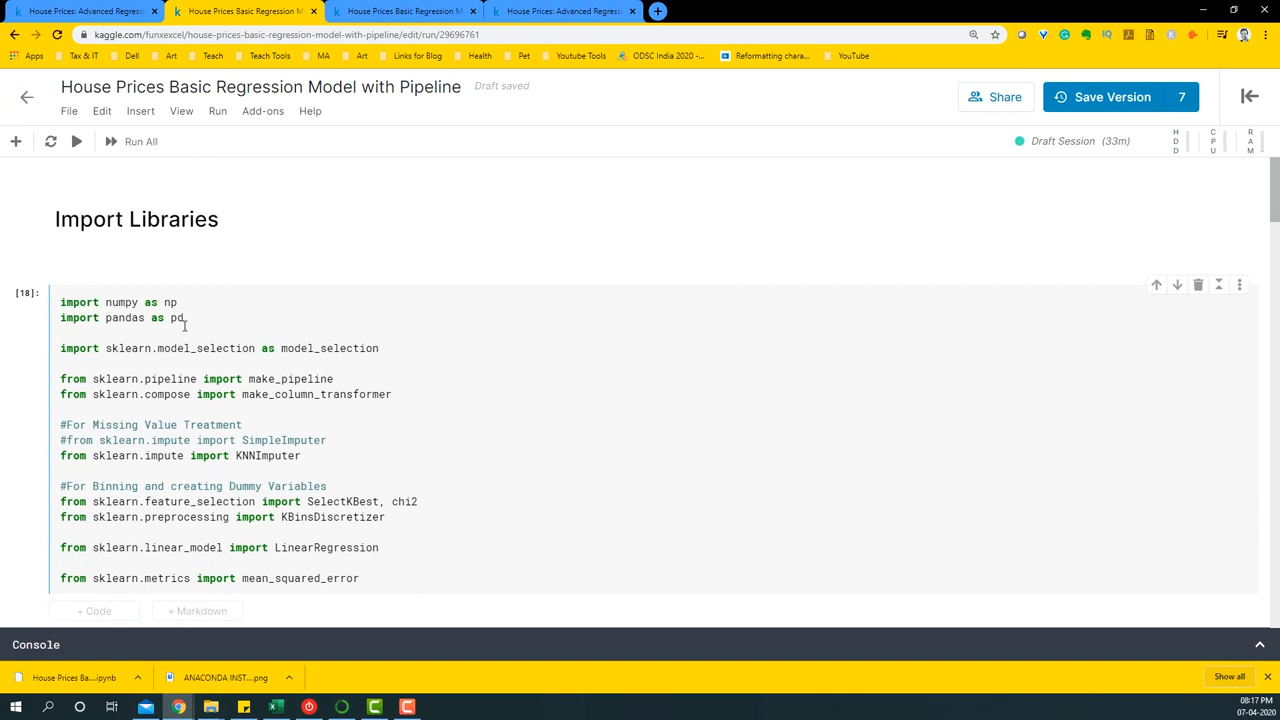 House Prices: Advanced Regressi
House Prices Basic Regression M
House Prices Basic Regression M
House Prices: Advanced Regressi
kaggle.com/funxexcel/house-prices-basic-regression-model-with-pipeline/edit/run/29696761
Apps
Tax & IT
Dell
Art
Teach
Teach Tools
MA
Art
Links for Blog
Health
Pet
Youtube Tools
ODSC India 2020 -...
Reformatting chara...
YouTube
House Prices Basic Regression Model with Pipeline
Draft saved
Share
Save Version
7
File Edit Insert View Run Add-ons Help
Run All
Draft Session (33m)
HDD
CPU
RAM
Import Libraries
[18]:
import numpy as np
import pandas as pd
import sklearn.model_selection as model_selection
from sklearn.pipeline import make_pipeline
from sklearn.compose import make_column_transformer
#For Missing Value Treatment
#from sklearn.impute import SimpleImputer
from sklearn.impute import KNNImputer
#For Binning and creating Dummy Variables
from sklearn.feature_selection import SelectKBest, chi2
from sklearn.preprocessing import KBinsDiscretizer
from sklearn.linear_model import LinearRegression
from sklearn.metrics import mean_squared_error
+ Code
+ Markdown
Console
House Prices Ba....ipynb
ANACONDA INST....png
Show all
08:17 PM
07-04-2020